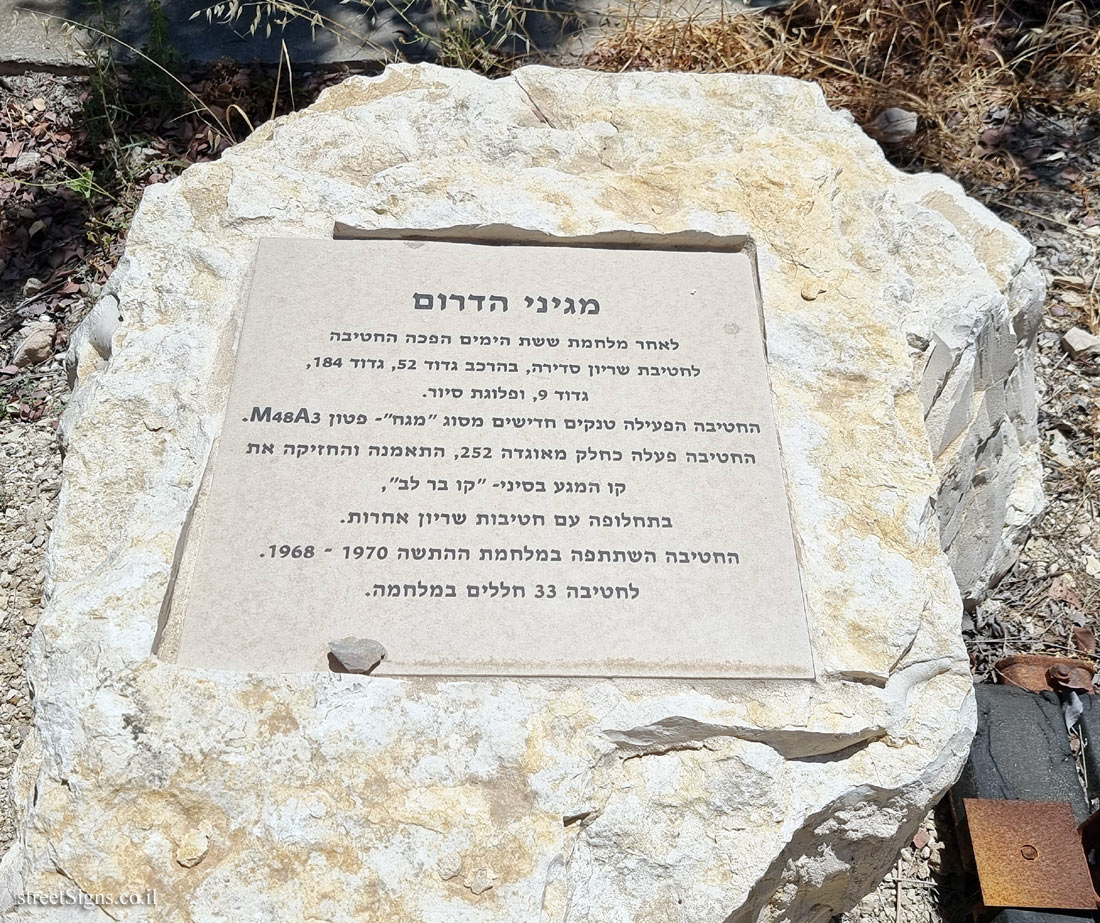 מגיני הדרום
לאחר מלחמת ששת הימים הפכה החטיבה
לחטיבת שריון סדירה, בהרכב גדוד 52, גדוד 184,
גדוד 9, ופלוגת סיור.
החטיבה הפעילה טנקים חדישים מסוג "מגח"- פטון M48A3.
החטיבה פעלה כחלק מאוגדה 252, התאמנה והחזיקה את
קו המגע בסיני- "קו בר לב",
בתחלופה עם חטיבות שריון אחרות.
החטיבה השתתפה במלחמת ההתשה 1970 - 1968.
לחטיבה 33 חללים במלחמה.
streetSigns.co.il